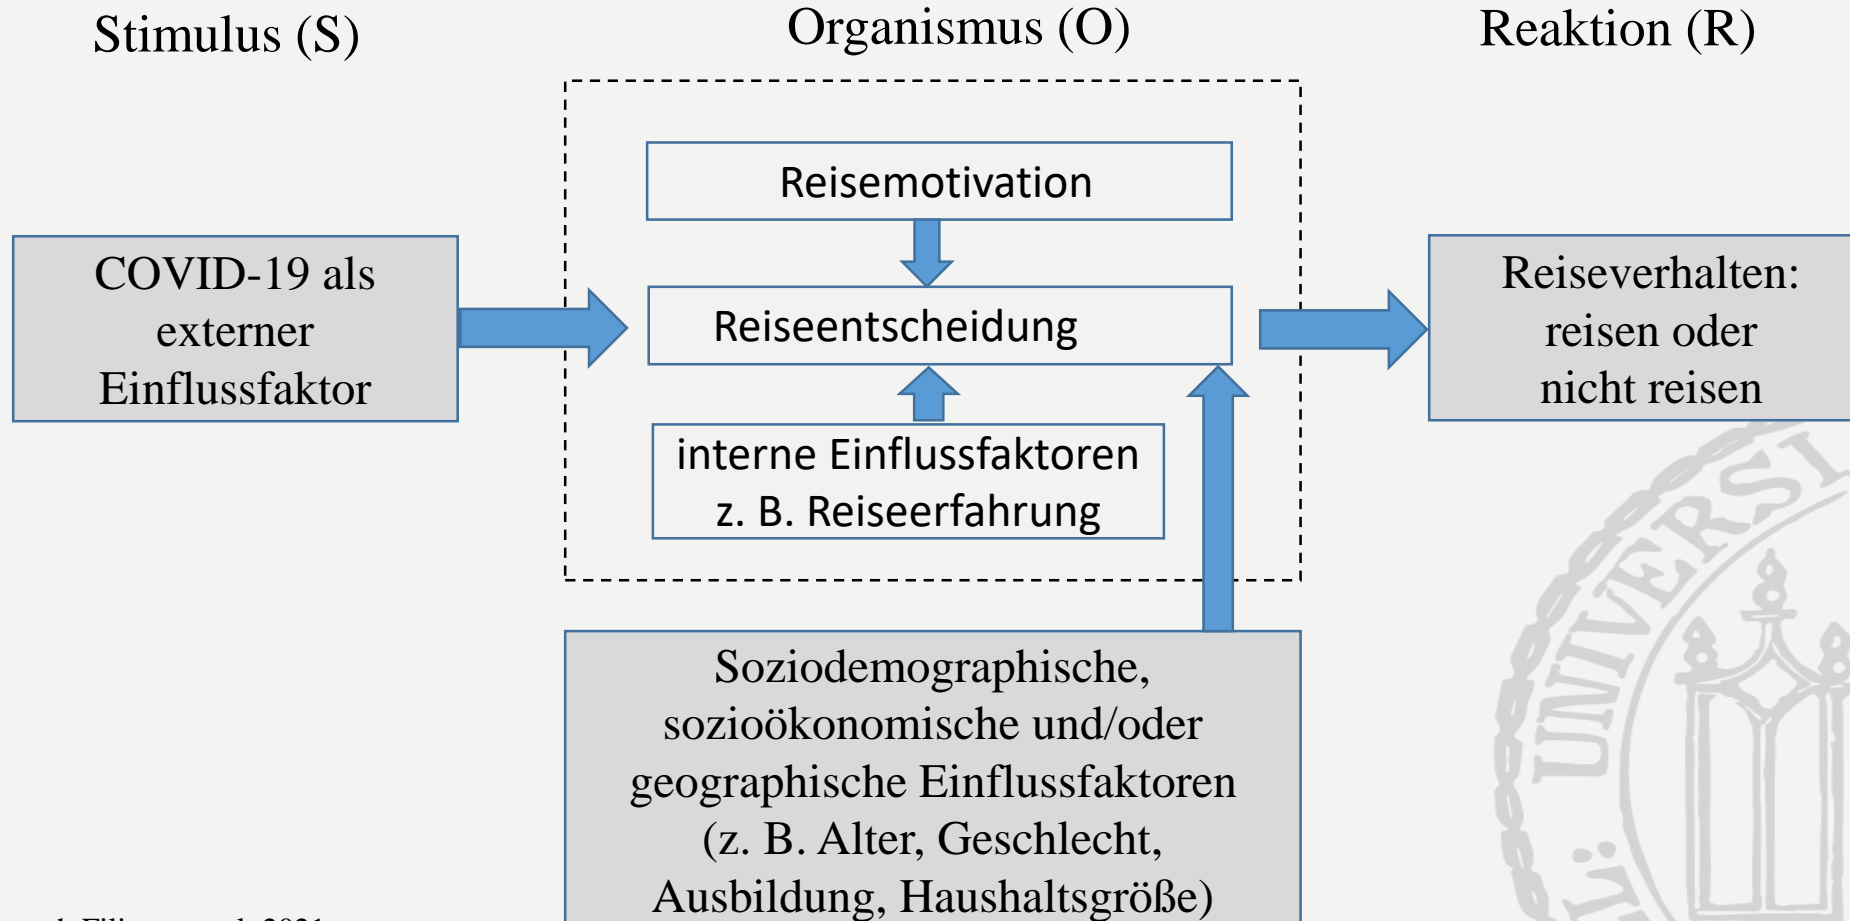 Stimulus (S)
Organismus (O)
Reaktion (R)
Reisemotivation
COVID-19 als
externer
Einflussfaktor
Reiseentscheidung
Reiseverhalten:
reisen oder
nicht reisen
interne Einflussfaktoren
z. B. Reiseerfahrung
Soziodemographische,
sozioökonomische und/oder
geographische Einflussfaktoren
(z. B. Alter, Geschlecht,
Ausbildung, Haushaltsgröße)
UNIVERSI